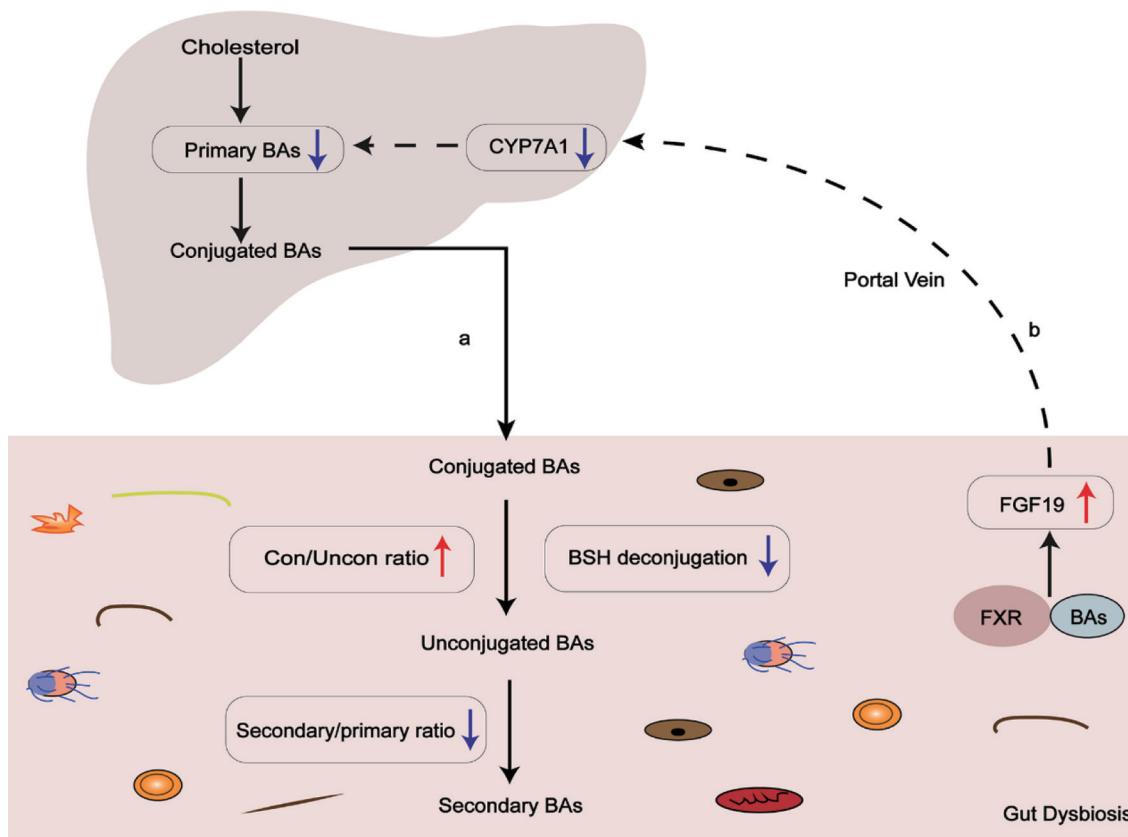 Cholesterol
Primary BAs
CYP7A1
Conjugated BAs
Portal Vein
a
b
Conjugated BAs
FGF19
Con/Uncon ratio
BSH deconjugation
FXR
BAs
Unconjugated BAs
Secondary/primary ratio
Secondary BAs
Gut Dysbiosis